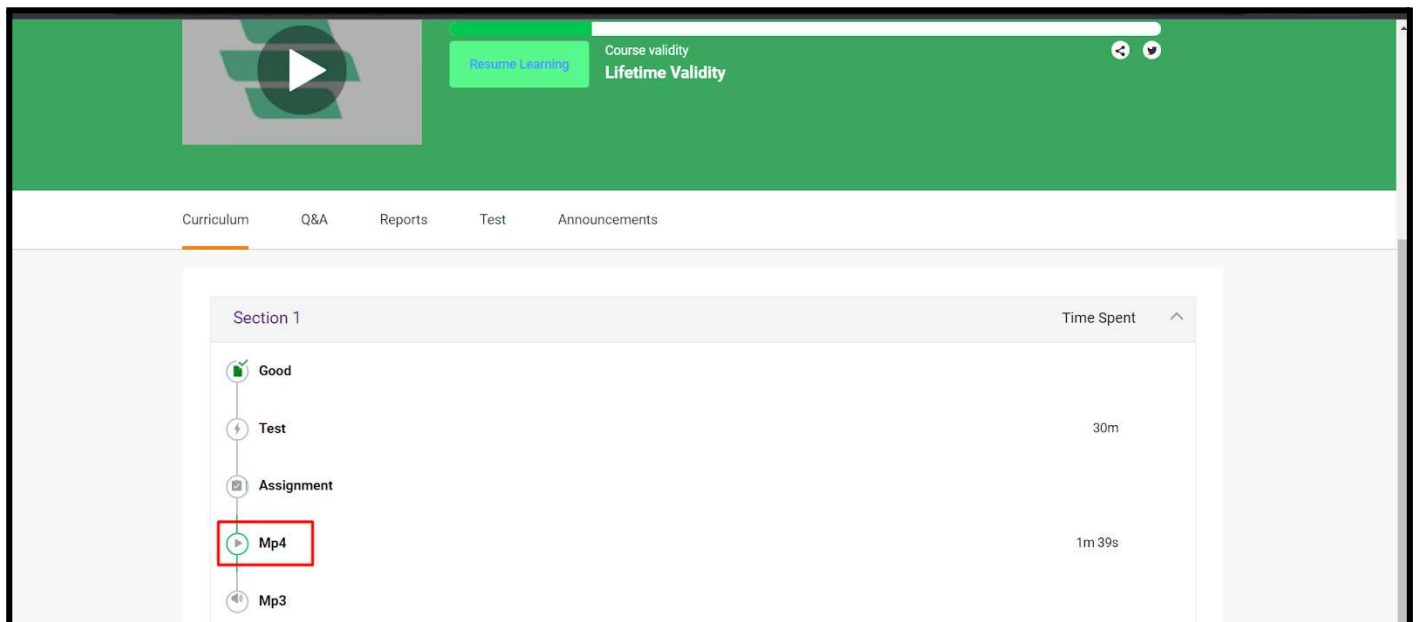 Resume Learning
Course validity
Lifetime Validity
Curriculum Q&A Reports Test Announcements
Section 1 Time Spent
Good
Test 30m
Assignment
Mp4 1m 39s
Mp3